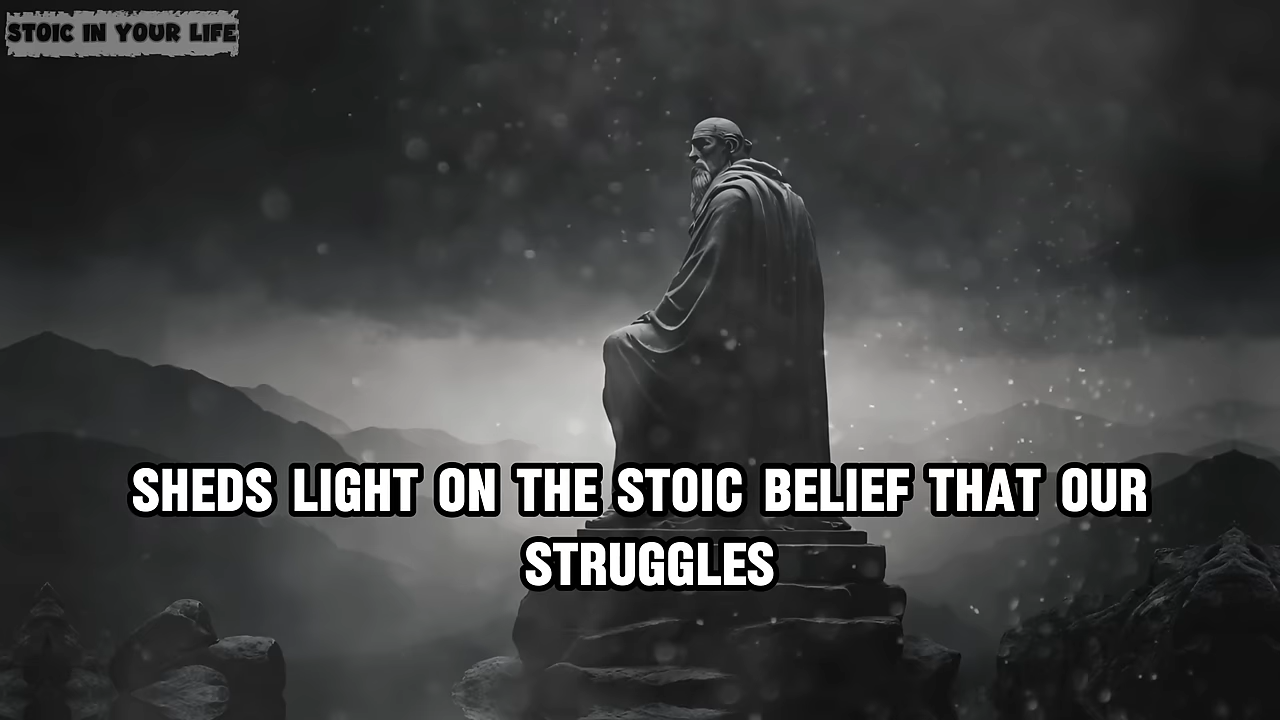 STOIC IN YOUR LIFE
SHEDS LIGHT ON THE STOIC BELIEF THAT OUR
STRUGGLES